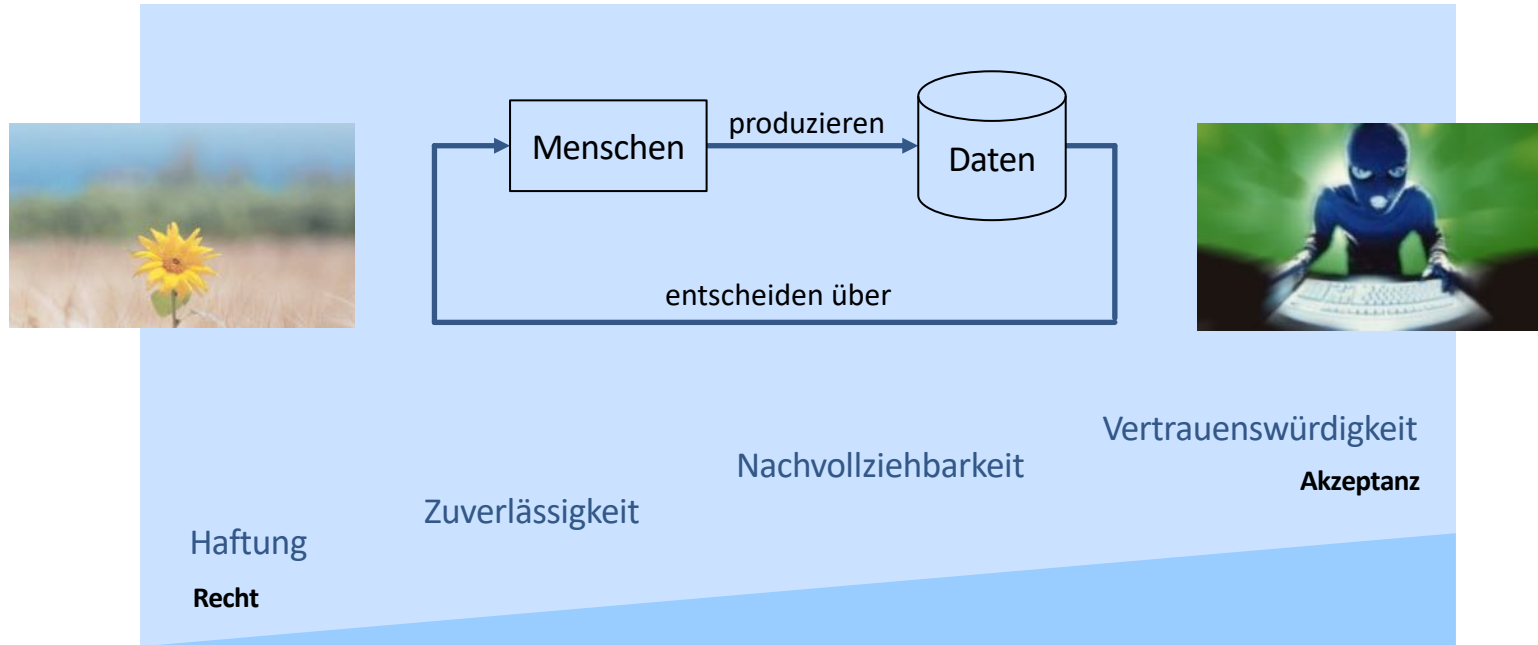 produzieren
Menschen
Daten
entscheiden über
Vertrauenswürdigkeit
Nachvollziehbarkeit
Akzeptanz
Zuverlässigkeit
Haftung
Recht